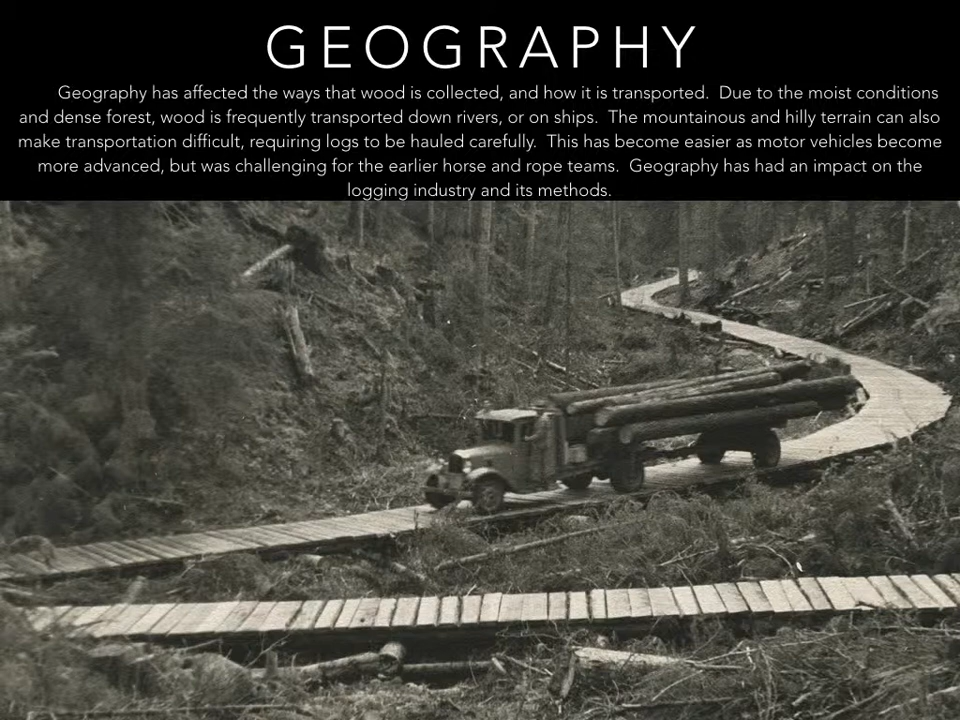 GEOGRAPHY
Geography has affected the ways that wood is collected, and how it is transported. Due to the moist conditions
and dense forest, wood is frequently transported down rivers, or on ships. The mountainous and hilly terrain can also
make transportation difficult, requiring logs to be hauled carefully. This has become easier as motor vehicles become
more advanced, but was challenging for the earlier horse and rope teams. Geography has had an impact on the
logging industry and its methods.